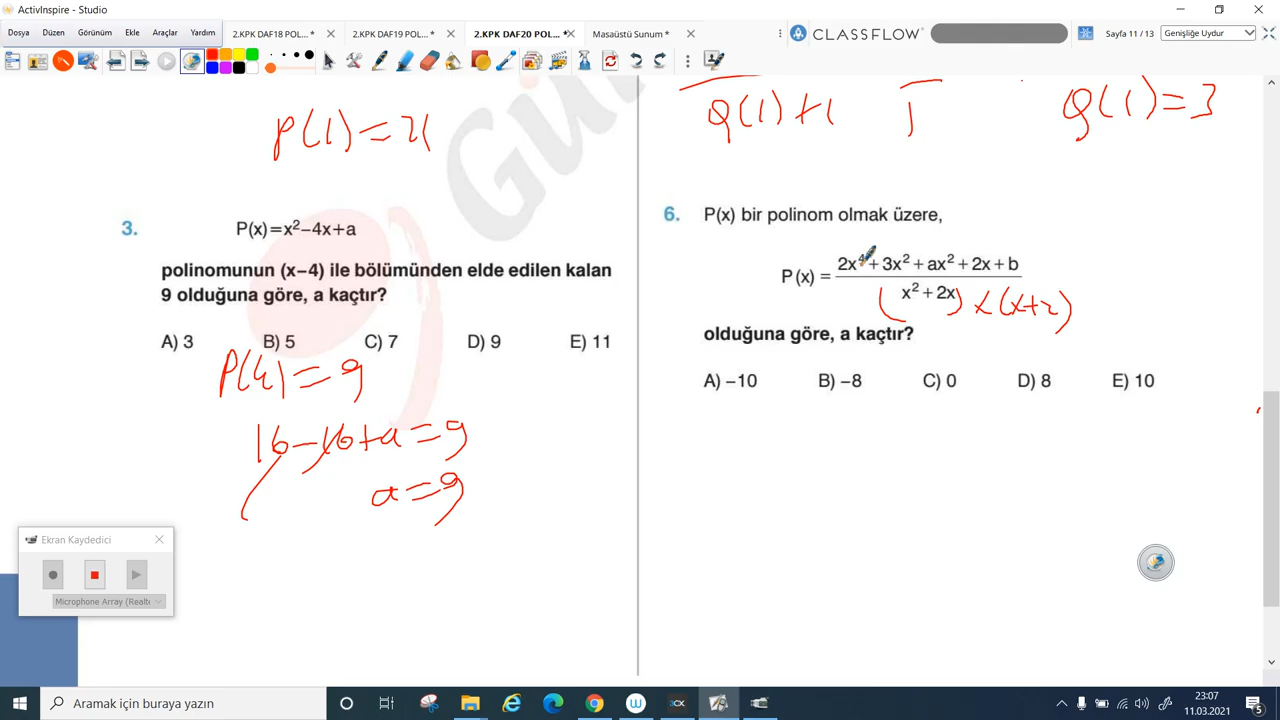 ActivInspire - Studio
Dosya Düzen Görünüm Ekle Araçlar Yardım
2.KPK DAF18 POL...* 2.KPK DAF19 POL...* 2.KPK DAF20 POL...* Masaüstü Sunum *
CLASSFLOW
Sayfa 11 / 13
Genişliğine Uydur
P(1)=21
3.
P(x)=x²−4x+a
polinomunun (x−4) ile bölümünden elde edilen kalan
9 olduğuna göre, a kaçtır?
A) 3 B) 5 C) 7 D) 9 E) 11
P(4)=9
16−16+a=9
a=9
Q(1)+1 1 Q(1)=3
6. P(x) bir polinom olmak üzere,
2x⁴+3x²+ax²+2x+b
P(x) =
x²+2x
( ) x(x+2)
olduğuna göre, a kaçtır?
A) −10 B) −8 C) 0 D) 8 E) 10
Ekran Kaydedici
Microphone Array (Realt
Aramak için buraya yazın
23:07
11.03.2021
5